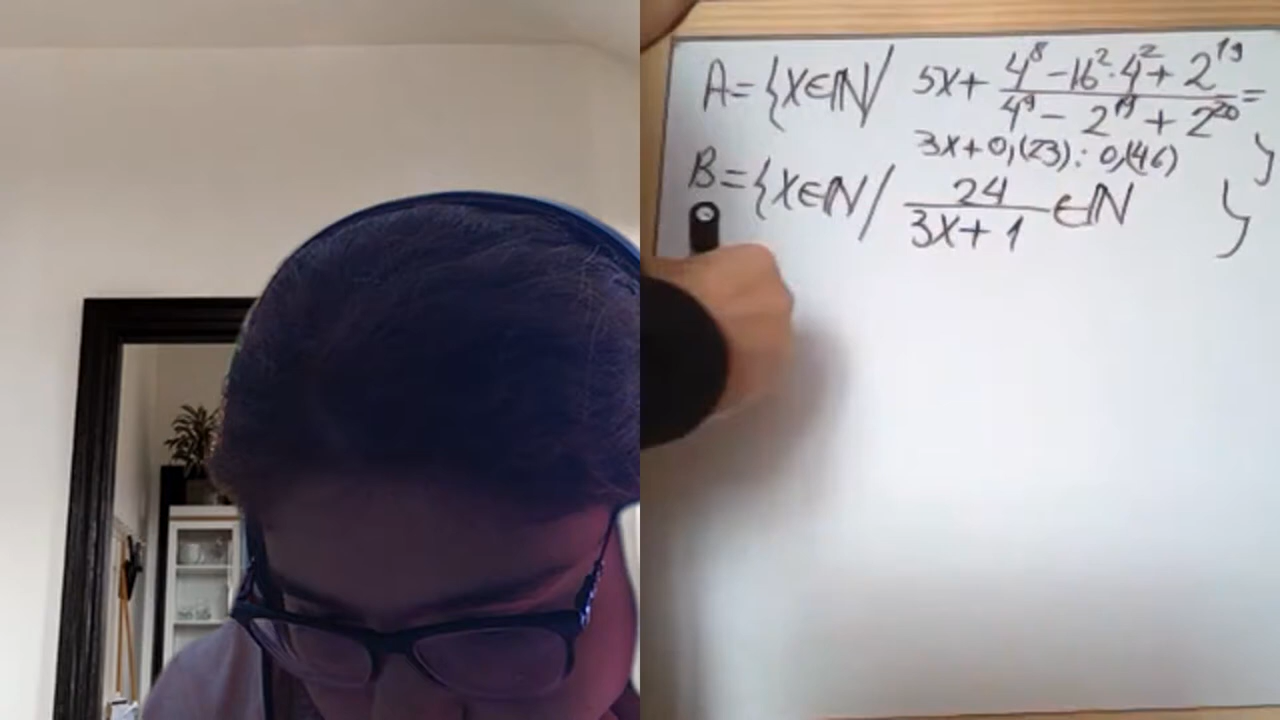 A={x∈ℕ/ 5x+ (4^8-16^2·4^2+2^19)/(4^9-2^19+2^20)=
3x+0,(23):0,(46) }
B={x∈ℕ/ 24/(3x+1) ∈ℕ }